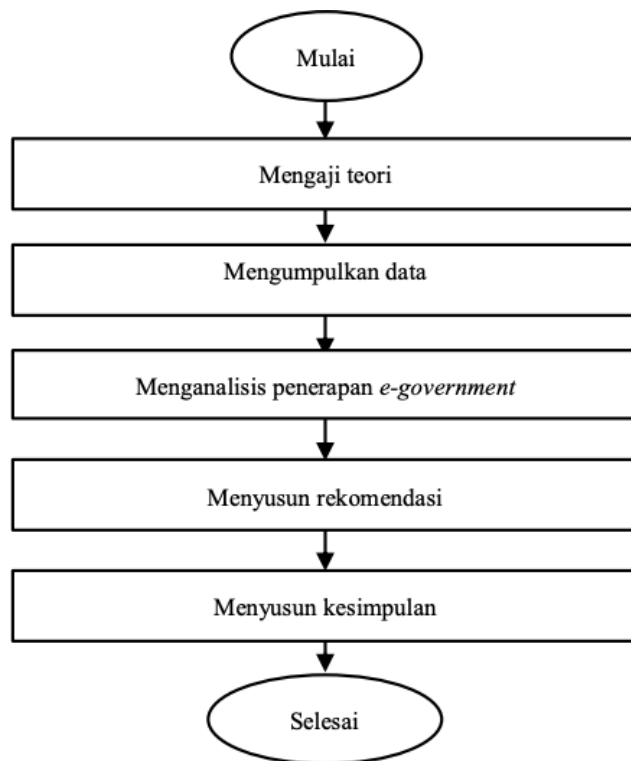 Mulai
Mengaji teori
Mengumpulkan data
Menganalisis penerapan e-government
Menyusun rekomendasi
Menyusun kesimpulan
Selesai